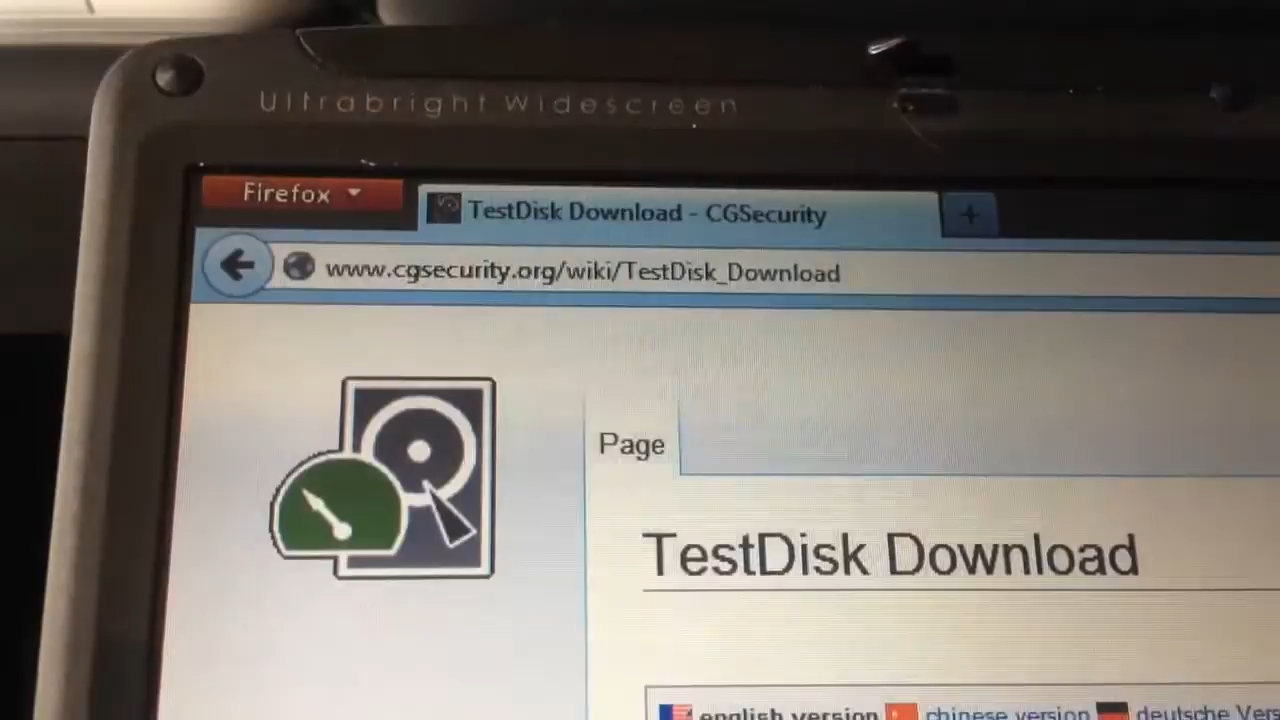 Ultrabright Widescreen
Firefox
TestDisk Download - CGSecurity
www.cgsecurity.org/wiki/TestDisk_Download
Page
TestDisk Download
english version chinese version deutsche Vers